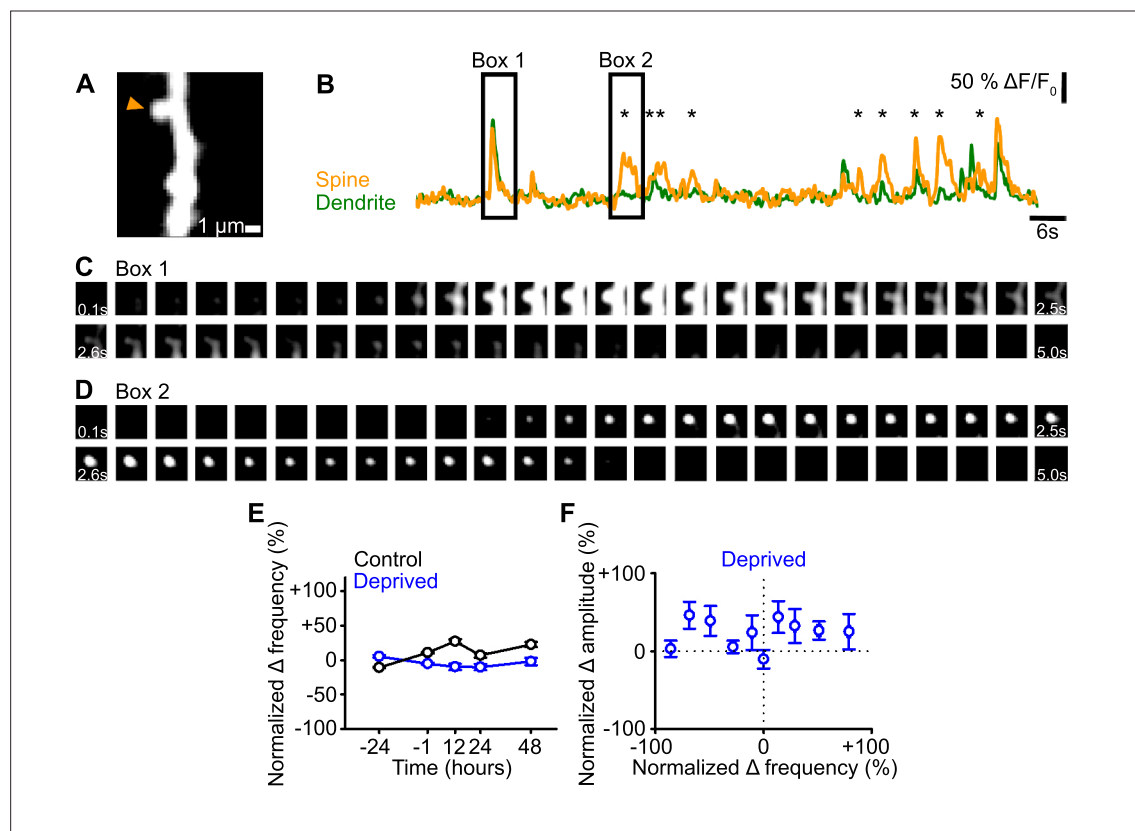 A
1 µm
B
Box 1
Box 2
50 % ΔF/F0
* ** * * * * * *
Spine
Dendrite
6s
C Box 1
0.1s 2.5s
2.6s 5.0s
D Box 2
0.1s 2.5s
2.6s 5.0s
E
Normalized Δ frequency (%)
Control
Deprived
+100
+50
0
-50
-100
-24 -1 12 24 48
Time (hours)
F
Normalized Δ amplitude (%)
Deprived
+100
0
-100
-100 0 +100
Normalized Δ frequency (%)